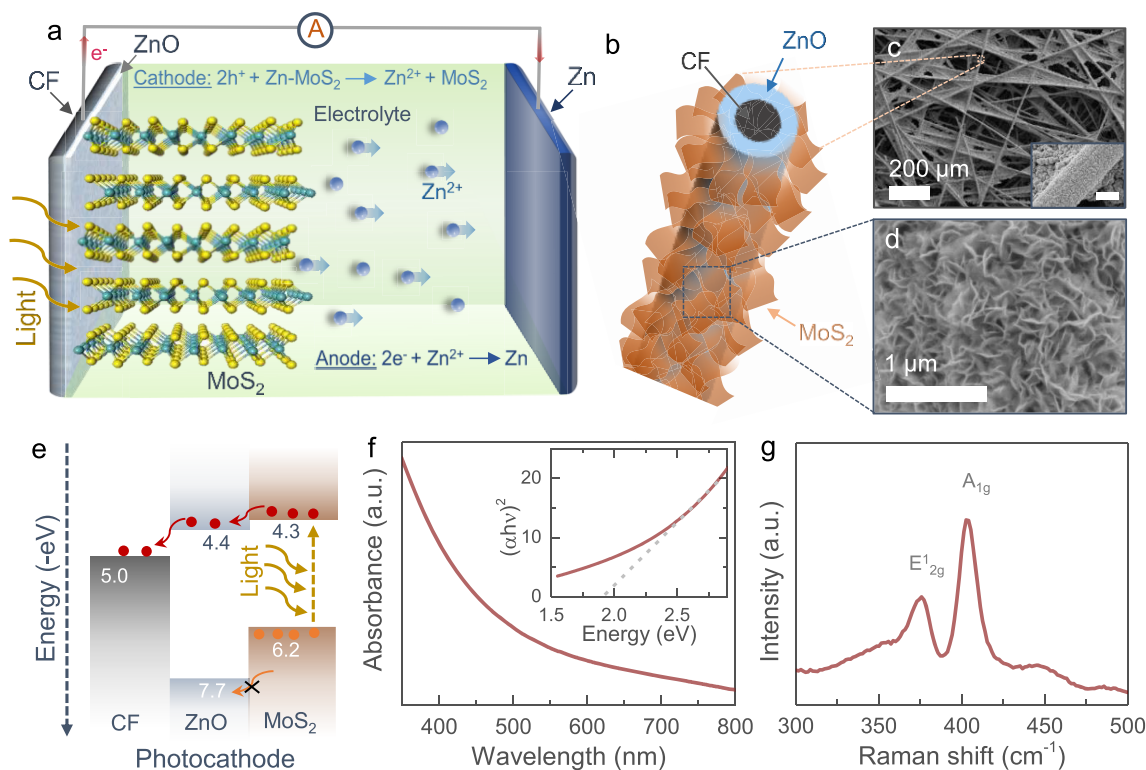 a
A
e-
ZnO
CF
Cathode: 2h⁺ + Zn-MoS₂ → Zn²⁺ + MoS₂
Zn
Electrolyte
Zn²⁺
Light
Anode: 2e⁻ + Zn²⁺ → Zn
MoS₂
b
ZnO
CF
MoS₂
c
200 µm
d
1 µm
e
Energy (-eV)
5.0
4.4
4.3
Light
6.2
7.7
CF
ZnO
MoS₂
Photocathode
f
Absorbance (a.u.)
(αhν)²
20
10
0
1.5 2.0 2.5
Energy (eV)
400 500 600 700 800
Wavelength (nm)
g
Intensity (a.u.)
A₁g
E¹₂g
300 350 400 450 500
Raman shift (cm⁻¹)